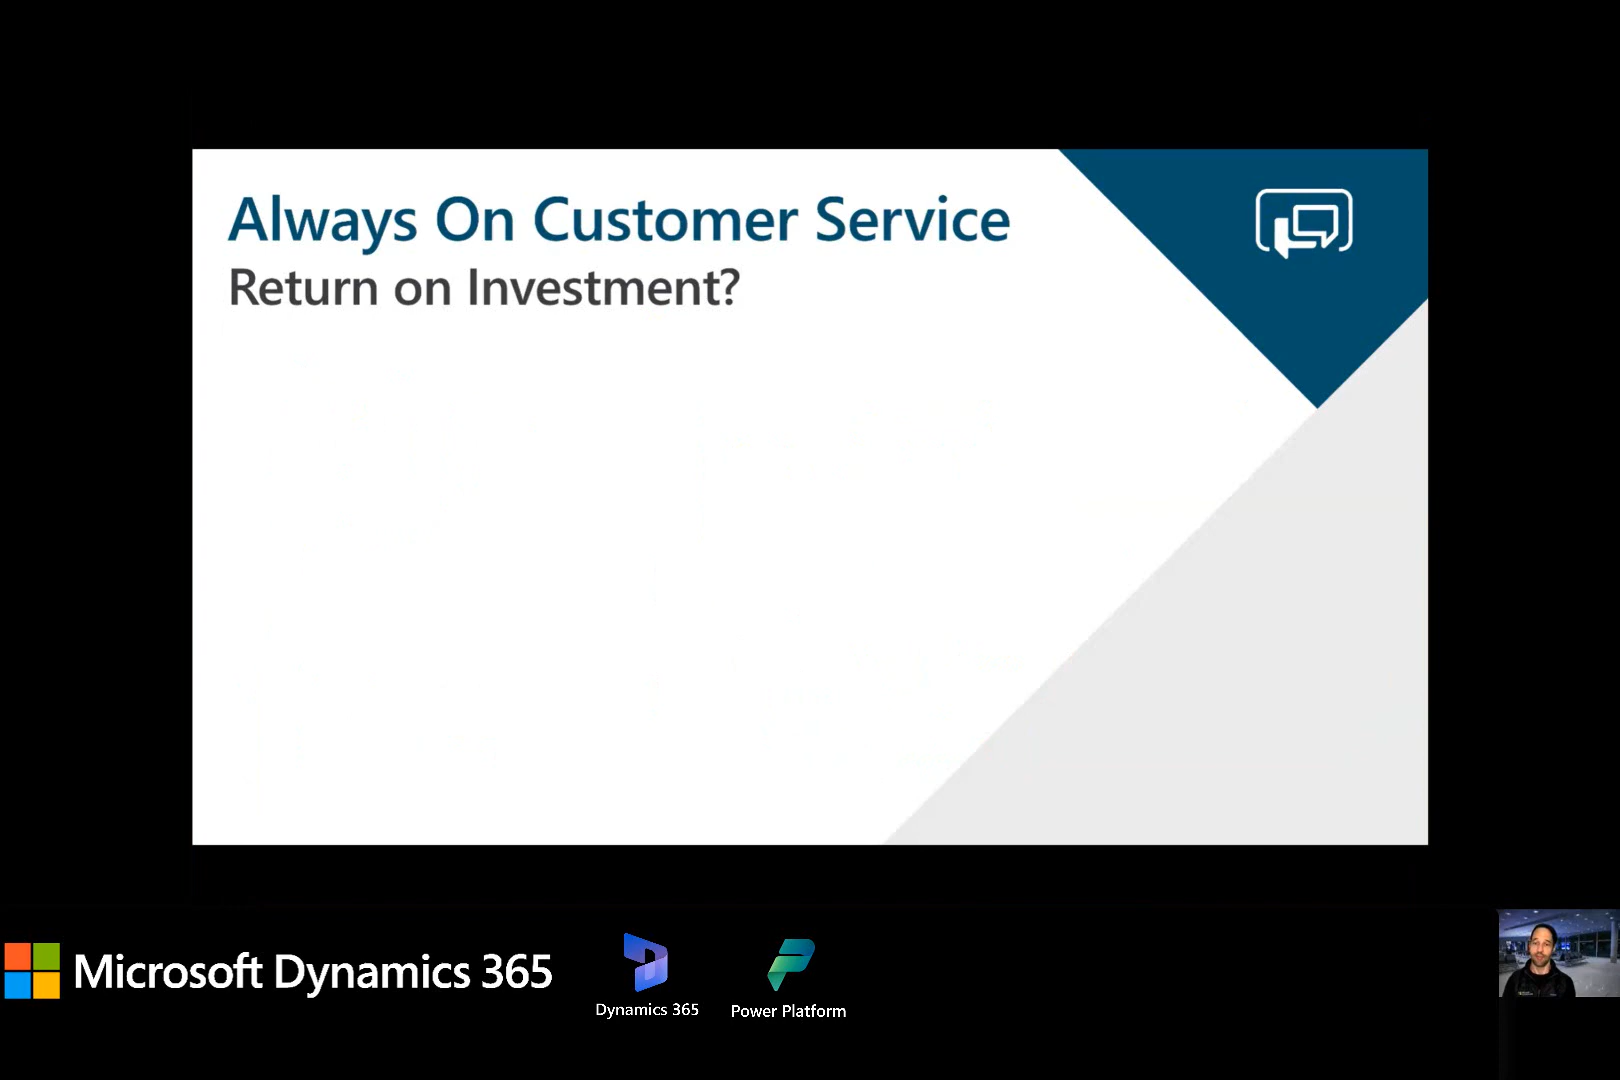 Always On Customer Service
Return on Investment?
Microsoft Dynamics 365
Dynamics 365
Power Platform